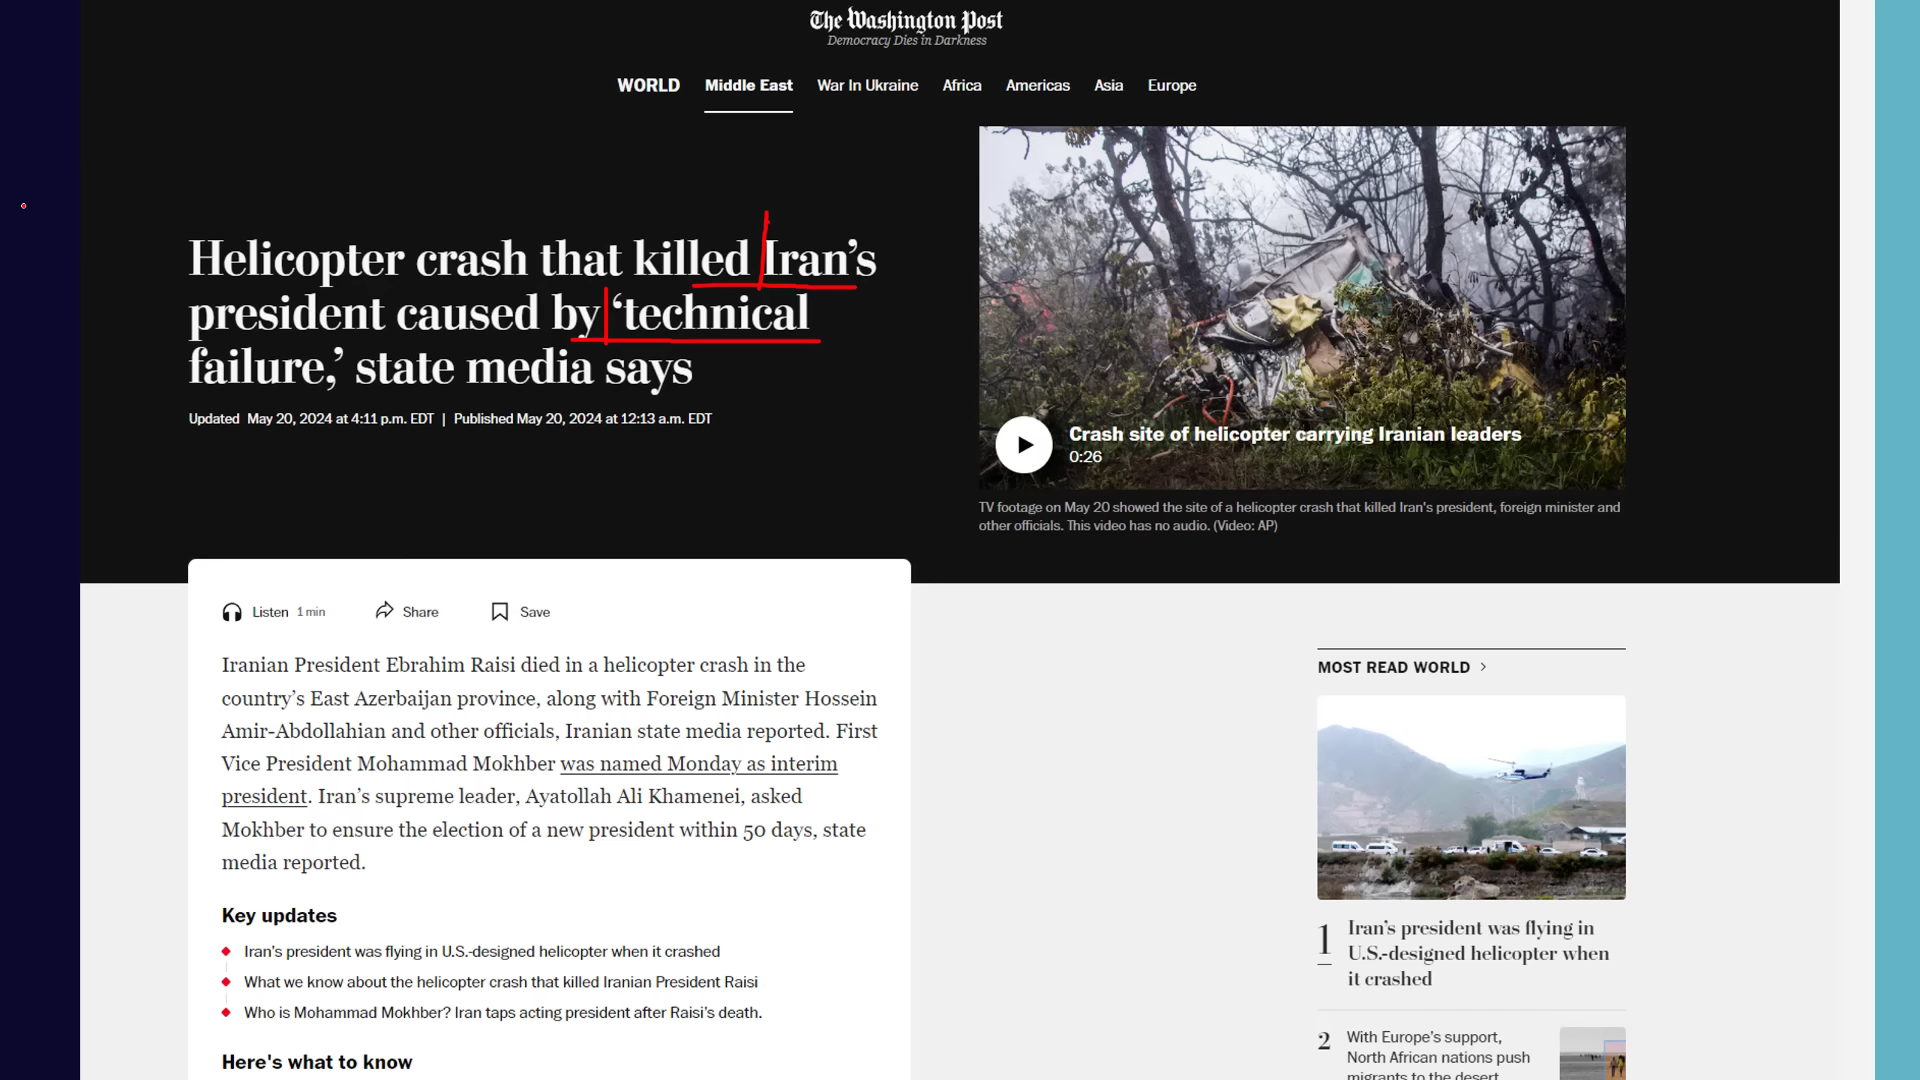 The Washington Post
Democracy Dies in Darkness
WORLD Middle East War In Ukraine Africa Americas Asia Europe
Helicopter crash that killed Iran’s
president caused by ‘technical
failure,’ state media says
Updated May 20, 2024 at 4:11 p.m. EDT | Published May 20, 2024 at 12:13 a.m. EDT
Crash site of helicopter carrying Iranian leaders
0:26
TV footage on May 20 showed the site of a helicopter crash that killed Iran's president, foreign minister and
other officials. This video has no audio. (Video: AP)
Listen 1 min Share Save
Iranian President Ebrahim Raisi died in a helicopter crash in the
country’s East Azerbaijan province, along with Foreign Minister Hossein
Amir-Abdollahian and other officials, Iranian state media reported. First
Vice President Mohammad Mokhber was named Monday as interim
president. Iran’s supreme leader, Ayatollah Ali Khamenei, asked
Mokhber to ensure the election of a new president within 50 days, state
media reported.
Key updates
Iran’s president was flying in U.S.-designed helicopter when it crashed
What we know about the helicopter crash that killed Iranian President Raisi
Who is Mohammad Mokhber? Iran taps acting president after Raisi’s death.
Here's what to know
MOST READ WORLD >
1 Iran’s president was flying in
U.S.-designed helicopter when
it crashed
2 With Europe’s support,
North African nations push
migrants to the desert